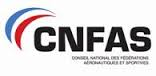 CNFAS
CONSEIL NATIONAL DES FÉDÉRATIONS
AÉRONAUTIQUES ET SPORTIVES